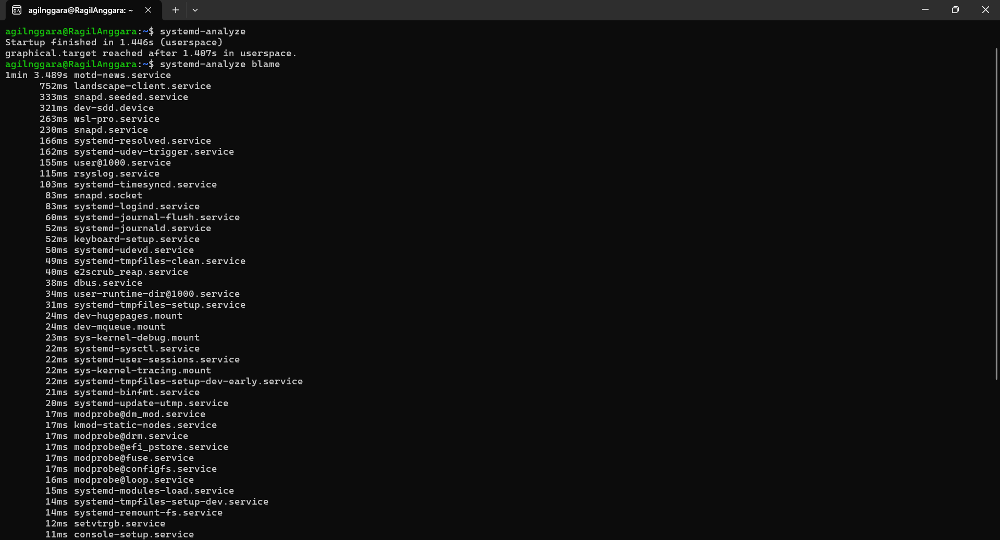 agilnggara@RagilAnggara: ~
agilnggara@RagilAnggara:~$ systemd-analyze
Startup finished in 1.446s (userspace)
graphical.target reached after 1.407s in userspace.
agilnggara@RagilAnggara:~$ systemd-analyze blame
1min 3.489s motd-news.service
752ms landscape-client.service
333ms snapd.seeded.service
321ms dev-sdd.device
263ms wsl-pro.service
230ms snapd.service
166ms systemd-resolved.service
162ms systemd-udev-trigger.service
155ms user@1000.service
115ms rsyslog.service
103ms systemd-timesyncd.service
83ms snapd.socket
83ms systemd-logind.service
60ms systemd-journal-flush.service
52ms systemd-journald.service
52ms keyboard-setup.service
50ms systemd-udevd.service
49ms systemd-tmpfiles-clean.service
40ms e2scrub_reap.service
38ms dbus.service
34ms user-runtime-dir@1000.service
31ms systemd-tmpfiles-setup.service
24ms dev-hugepages.mount
24ms dev-mqueue.mount
23ms sys-kernel-debug.mount
22ms systemd-sysctl.service
22ms systemd-user-sessions.service
22ms sys-kernel-tracing.mount
22ms systemd-tmpfiles-setup-dev-early.service
21ms systemd-binfmt.service
20ms systemd-update-utmp.service
17ms modprobe@dm_mod.service
17ms kmod-static-nodes.service
17ms modprobe@drm.service
17ms modprobe@efi_pstore.service
17ms modprobe@fuse.service
17ms modprobe@configfs.service
16ms modprobe@loop.service
15ms systemd-modules-load.service
14ms systemd-tmpfiles-setup-dev.service
14ms systemd-remount-fs.service
12ms setvtrgb.service
11ms console-setup.service